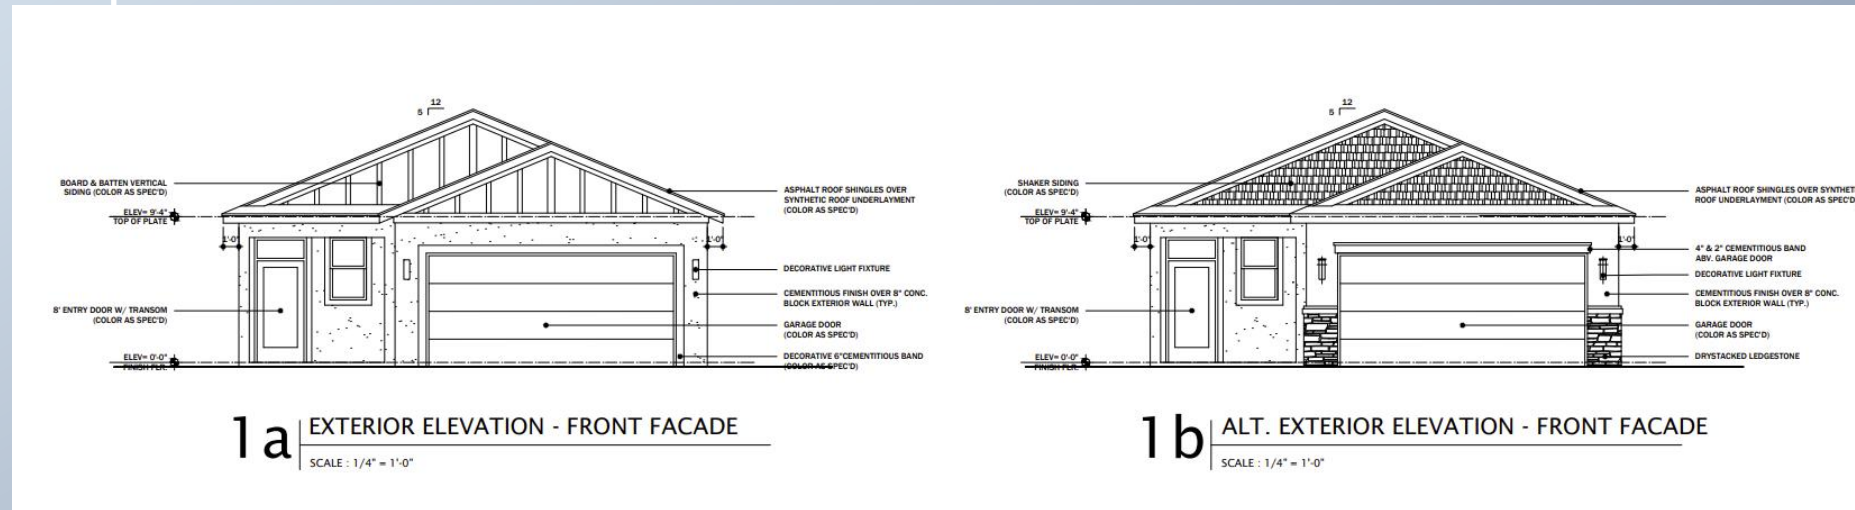 12
5
BOARD & BATTEN VERTICAL
SIDING (COLOR AS SPEC'D)
ELEV= 9'-4"
TOP OF PLATE
1'-0"
1'-0"
8' ENTRY DOOR W/ TRANSOM
(COLOR AS SPEC'D)
ELEV= 0'-0"
FINISH FLR.
ASPHALT ROOF SHINGLES OVER
SYNTHETIC ROOF UNDERLAYMENT
(COLOR AS SPEC'D)
DECORATIVE LIGHT FIXTURE
CEMENTITIOUS FINISH OVER 8" CONC.
BLOCK EXTERIOR WALL (TYP.)
GARAGE DOOR
(COLOR AS SPEC'D)
DECORATIVE 6"CEMENTITIOUS BAND
(COLOR AS SPEC'D)
1a EXTERIOR ELEVATION - FRONT FACADE
SCALE : 1/4" = 1'-0"
12
5
SHAKER SIDING
(COLOR AS SPEC'D)
ELEV= 9'-4"
TOP OF PLATE
1'-0"
1'-0"
8' ENTRY DOOR W/ TRANSOM
(COLOR AS SPEC'D)
ELEV= 0'-0"
FINISH FLR.
ASPHALT ROOF SHINGLES OVER SYNTHETI
ROOF UNDERLAYMENT (COLOR AS SPEC'D
4" & 2" CEMENTITIOUS BAND
ABV. GARAGE DOOR
DECORATIVE LIGHT FIXTURE
CEMENTITIOUS FINISH OVER 8" CONC.
BLOCK EXTERIOR WALL (TYP.)
GARAGE DOOR
(COLOR AS SPEC'D)
DRYSTACKED LEDGESTONE
1b ALT. EXTERIOR ELEVATION - FRONT FACADE
SCALE : 1/4" = 1'-0"